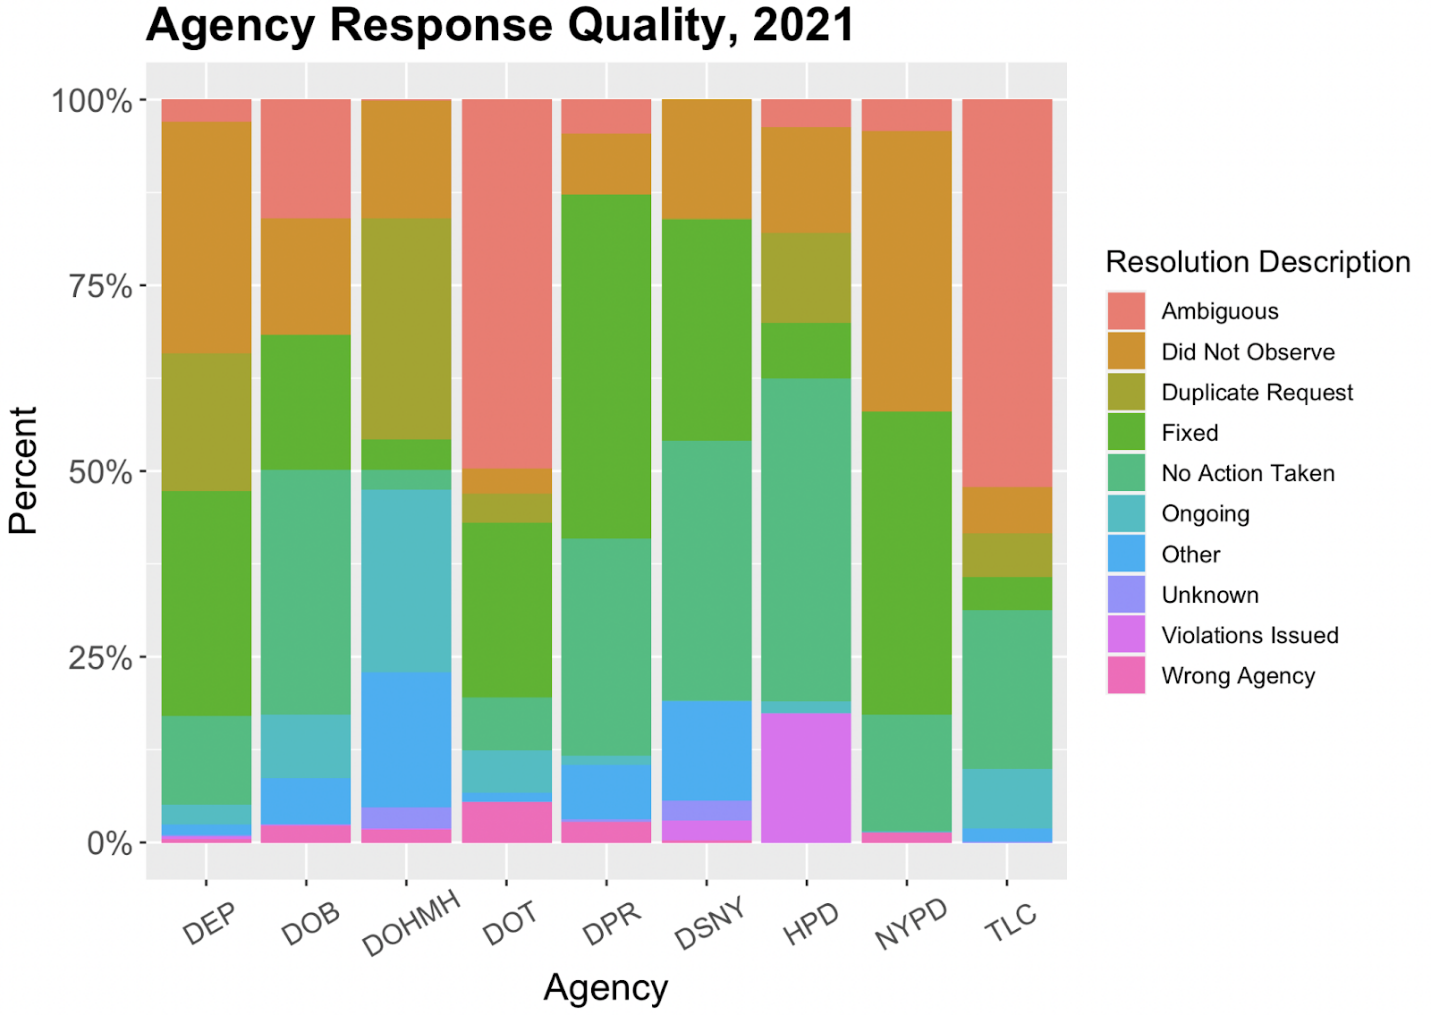 Agency Response Quality, 2021
100%
75%
50%
25%
0%
Percent
DEP
DOB
DOHMH
DOT
DPR
DSNY
HPD
NYPD
TLC
Agency
Resolution Description
Ambiguous
Did Not Observe
Duplicate Request
Fixed
No Action Taken
Ongoing
Other
Unknown
Violations Issued
Wrong Agency